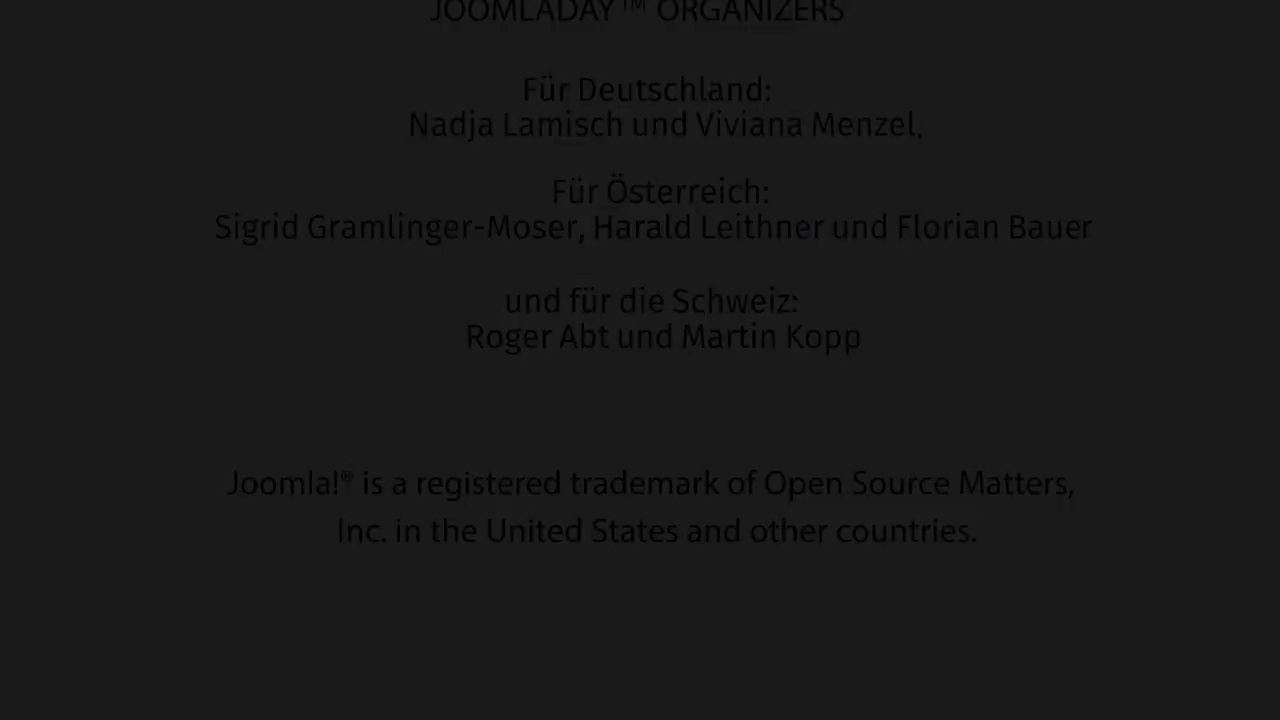 JOOMLADAY™ ORGANIZERS
Für Deutschland:
Nadja Lamisch und Viviana Menzel,
Für Österreich:
Sigrid Gramlinger-Moser, Harald Leithner und Florian Bauer
und für die Schweiz:
Roger Abt und Martin Kopp
Joomla!® is a registered trademark of Open Source Matters,
Inc. in the United States and other countries.